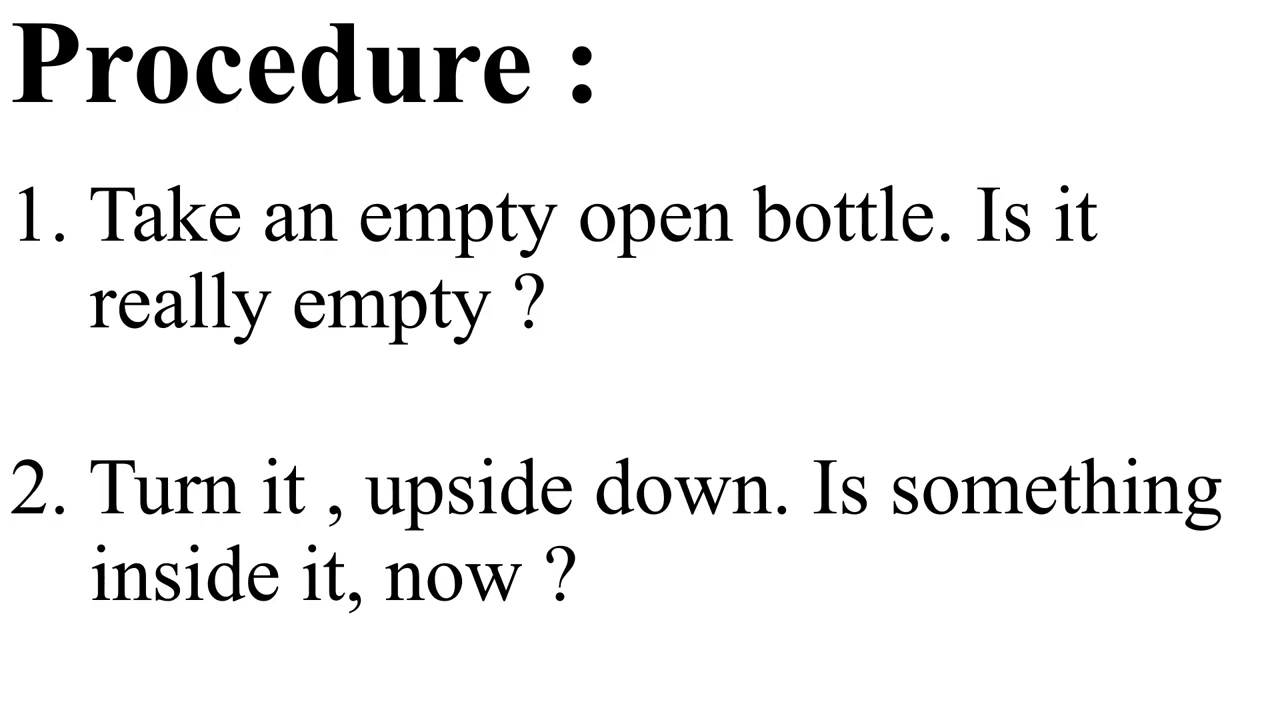 Procedure :
1. Take an empty open bottle. Is it
really empty ?
2. Turn it , upside down. Is something
inside it, now ?